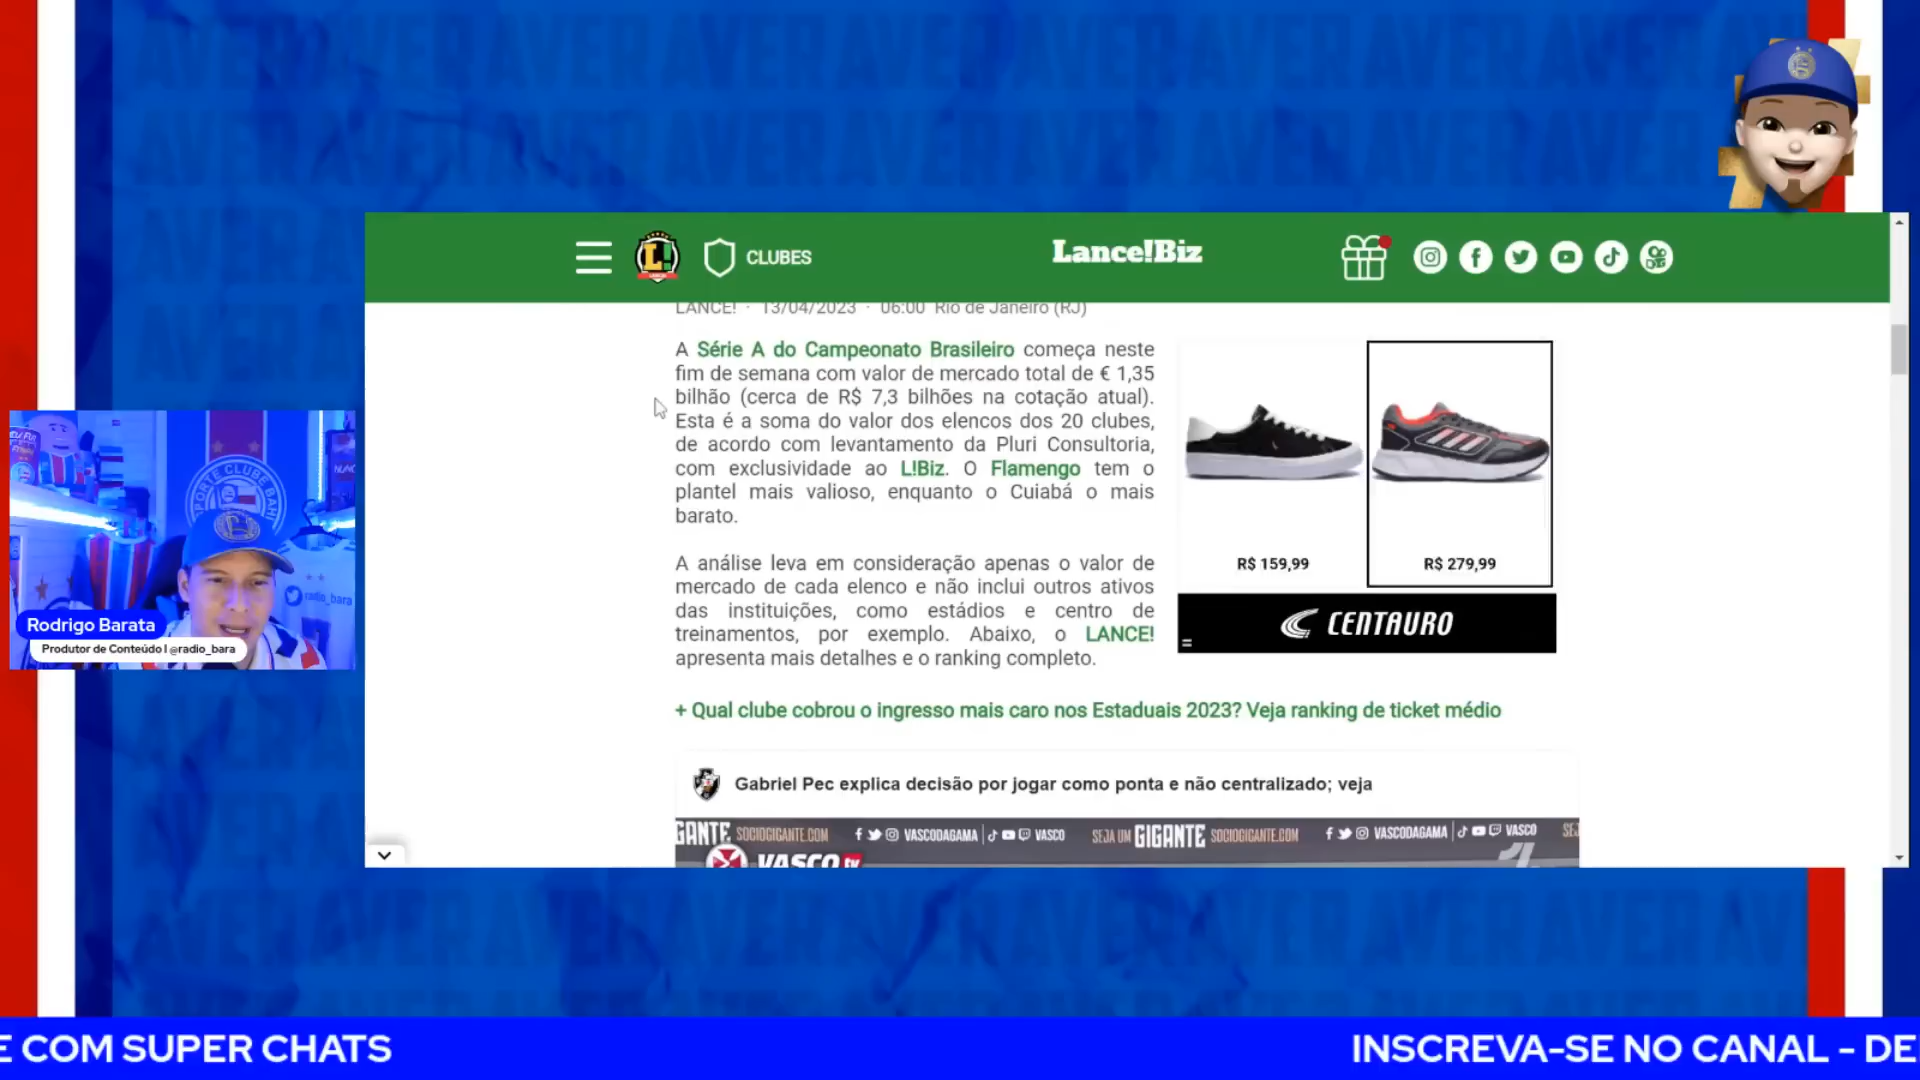 CLUBES
Lance!Biz
LANCE! · 13/04/2023 · 06:00 Rio de Janeiro (RJ)
A Série A do Campeonato Brasileiro começa neste
fim de semana com valor de mercado total de € 1,35
bilhão (cerca de R$ 7,3 bilhões na cotação atual).
Esta é a soma do valor dos elencos dos 20 clubes,
de acordo com levantamento da Pluri Consultoria,
com exclusividade ao L!Biz. O Flamengo tem o
plantel mais valioso, enquanto o Cuiabá o mais
barato.
A análise leva em consideração apenas o valor de
mercado de cada elenco e não inclui outros ativos
das instituições, como estádios e centro de
treinamentos, por exemplo. Abaixo, o LANCE!
apresenta mais detalhes e o ranking completo.
R$ 159,99
R$ 279,99
CENTAURO
+ Qual clube cobrou o ingresso mais caro nos Estaduais 2023? Veja ranking de ticket médio
Gabriel Pec explica decisão por jogar como ponta e não centralizado; veja
GANTE SOCIOGIGANTE.COM VASCODAGAMA VASCO SEJA UM GIGANTE SOCIOGIGANTE.COM VASCODAGAMA VASCO SEJ
VASCO
radio_bara
Rodrigo Barata
Produtor de Conteúdo | @radio_bara
E COM SUPER CHATS
INSCREVA-SE NO CANAL - DE